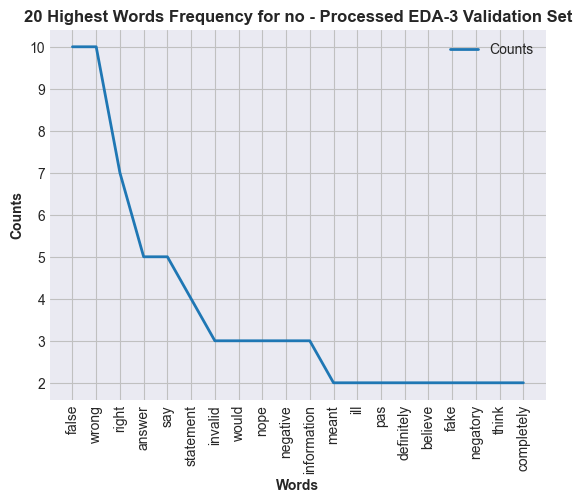 20 Highest Words Frequency for no - Processed EDA-3 Validation Set
Counts
10
9
8
7
6
5
4
3
2
Counts
false
wrong
right
answer
say
statement
invalid
would
nope
negative
information
meant
ill
pas
definitely
believe
fake
negatory
think
completely
Words